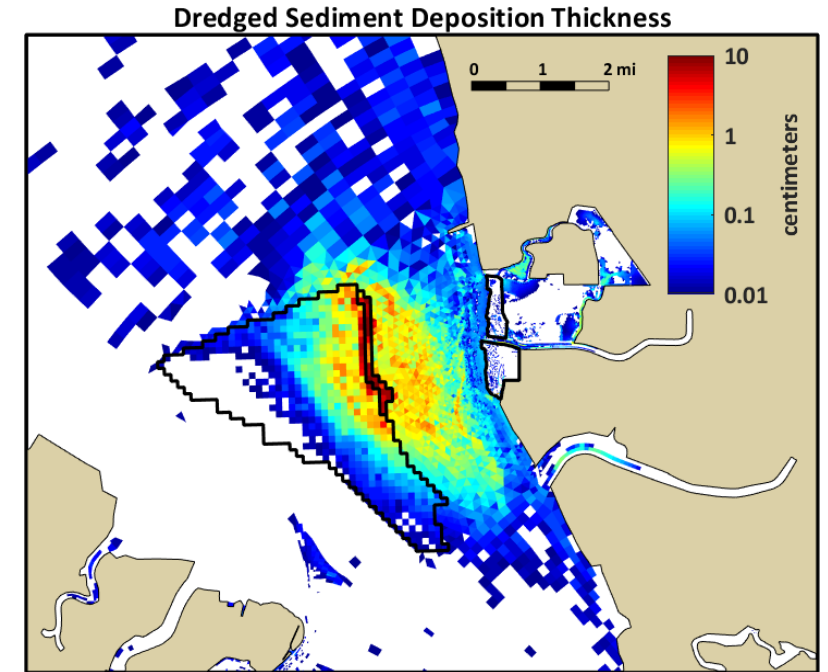 Dredged Sediment Deposition Thickness
0 1 2 mi
10
1
0.1
0.01
centimeters